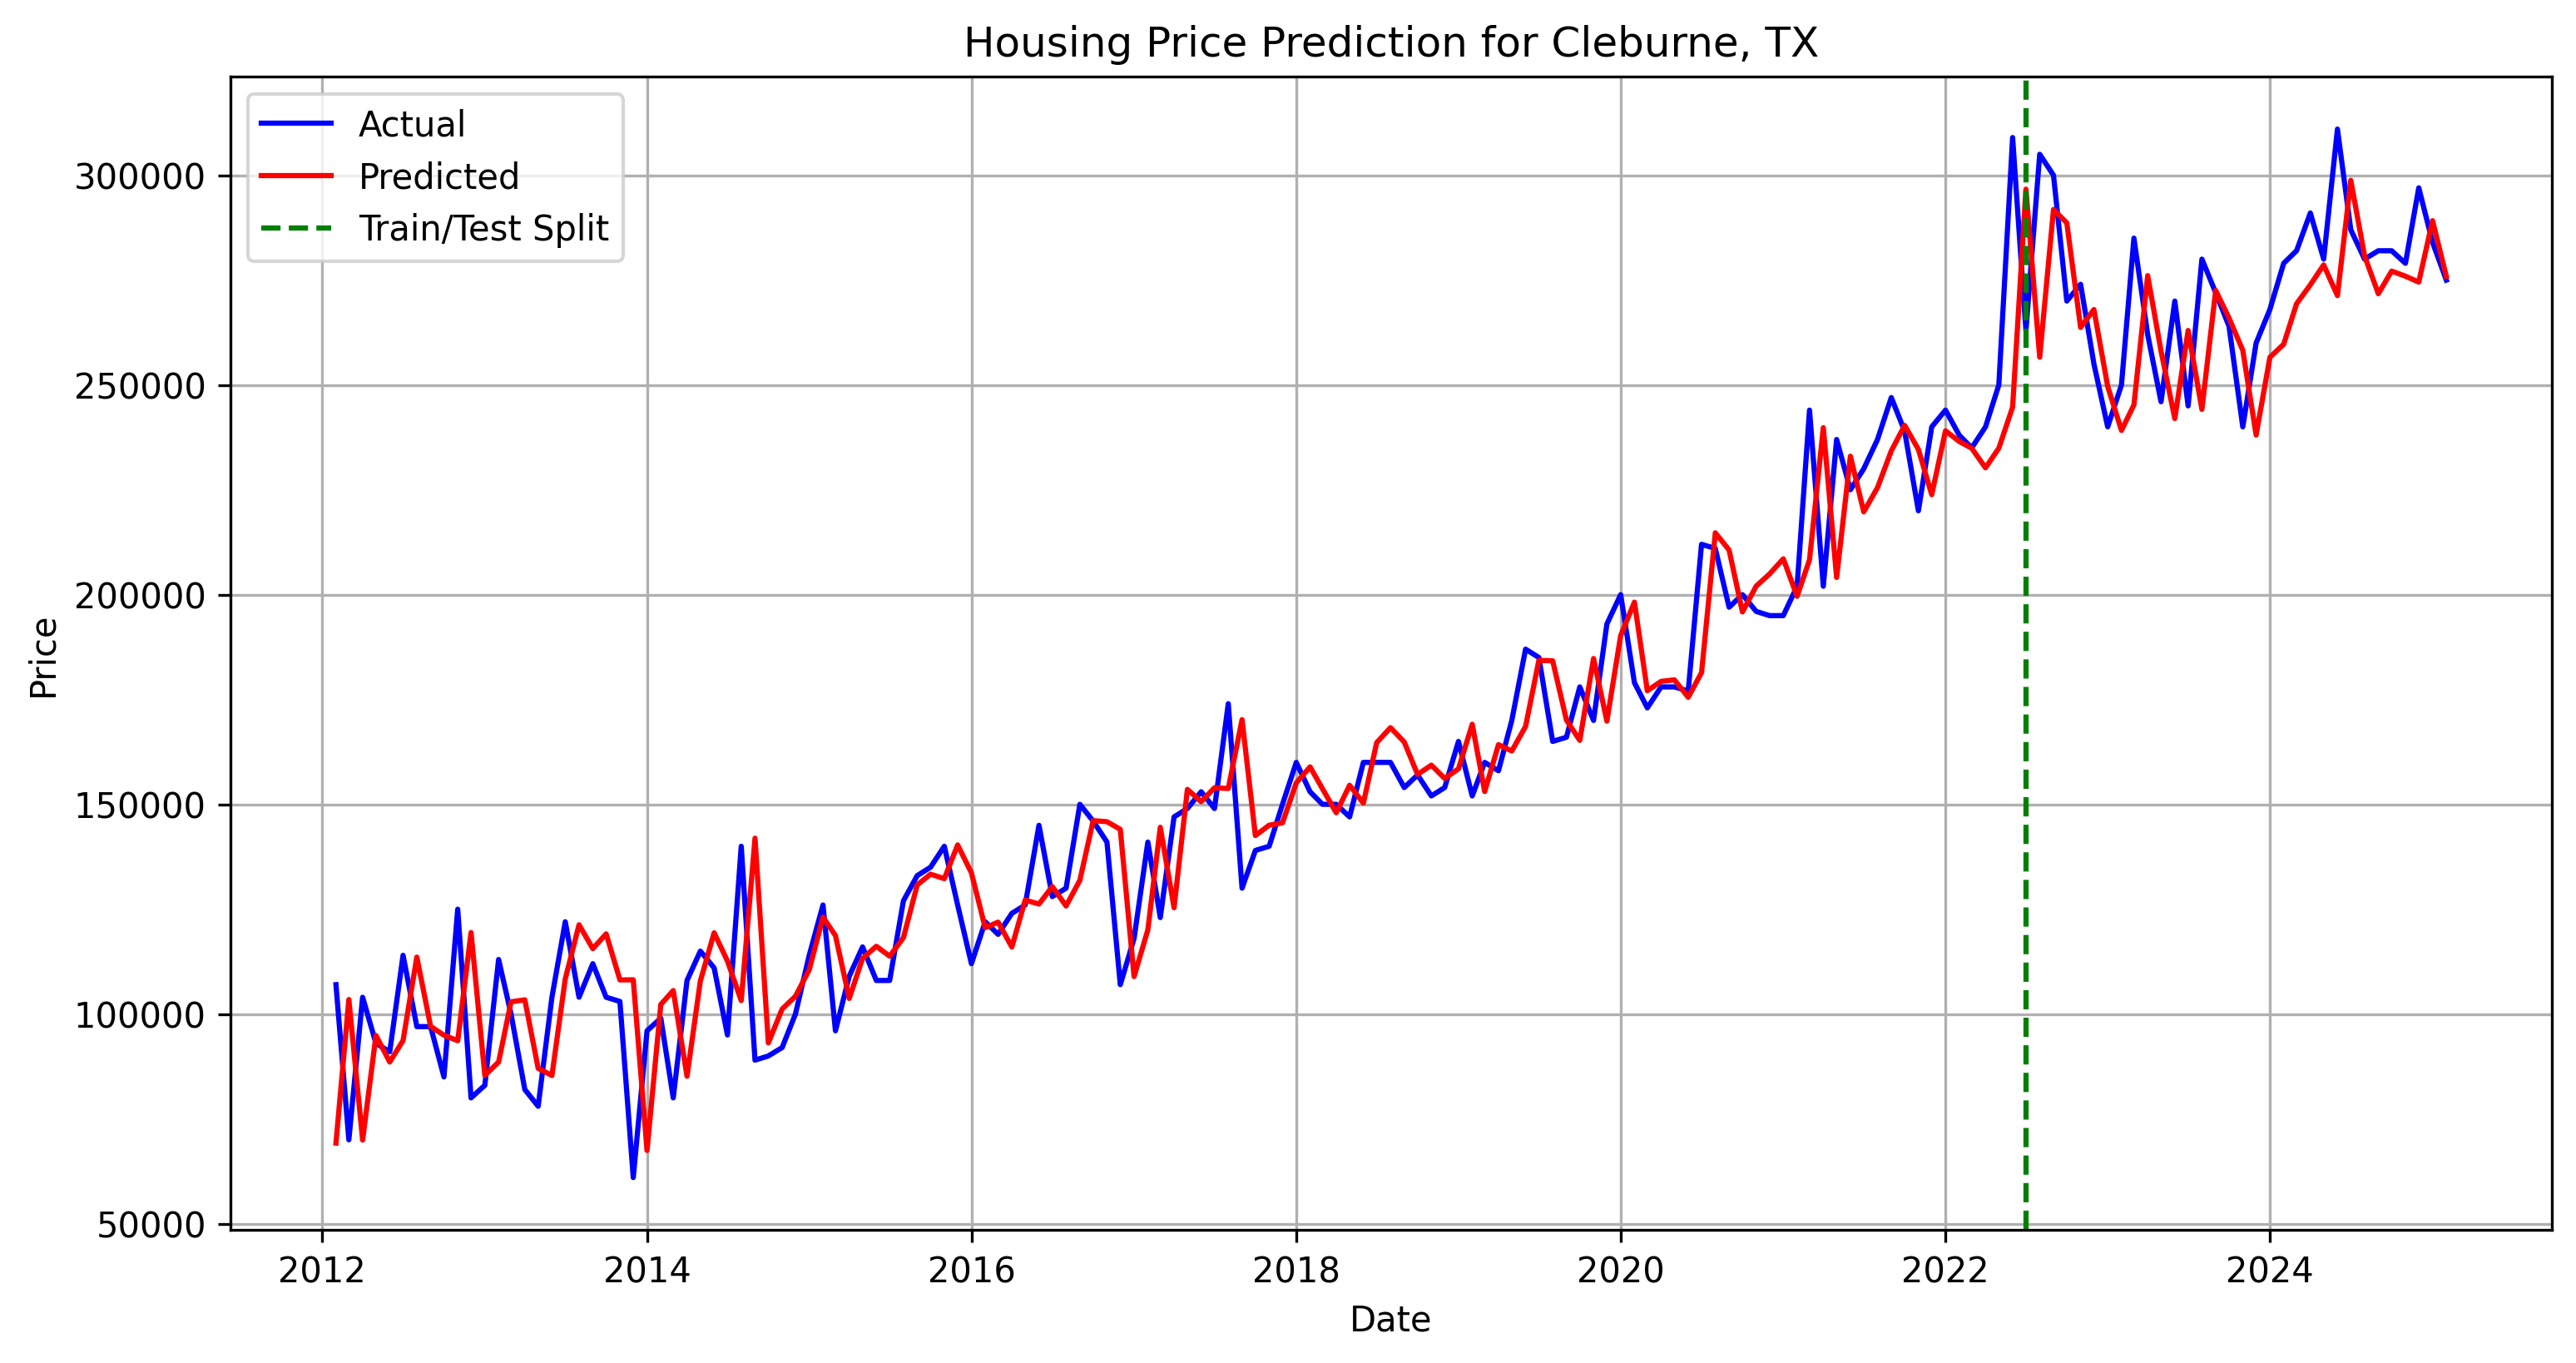 Housing Price Prediction for Cleburne, TX
Actual
Predicted
Train/Test Split
300000
250000
200000
150000
100000
50000
Price
2012 2014 2016 2018 2020 2022 2024
Date